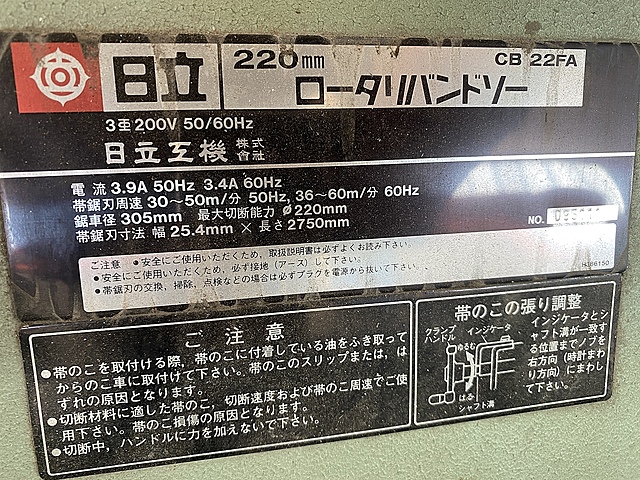 日立
220mm
CB 22FA
ロータリバンドソー
3φ200V 50/60Hz
日立工機 株式会社
電流 3.9A 50Hz 3.4A 60Hz
帯鋸刃周速 30〜50m/分 50Hz, 36〜60m/分 60Hz
鋸車径 305mm 最大切断能力 φ220mm
帯鋸刃寸法 幅 25.4mm × 長さ 2750mm
NO.
ご注意 ●安全にご使用いただくため, 取扱説明書は必ずよくお読み下さい。
●安全にご使用いただくため, 必ず接地(アース)して下さい。
●帯鋸刃の交換, 掃除, 点検などの場合は必ずプラグを電源から抜いて下さい。
H366150
ご注意
●帯のこを取付ける際, 帯のこに付着している油をふき取って
からのこ車に取付けて下さい。帯のこのスリップまたは, は
ずれの原因となります。
●切断材料に適した帯のこ, 切断速度および帯のこ周速でご使
用下さい。帯のこ損傷の原因となります。
●切断中, ハンドルに力を加えないで下さい。
帯のこの張り調整
クランプ
ハンドル
インジケータ
ゆるむ
はる
シャフト溝
インジケータとシ
ャフト溝が一致す
る位置までノブを
右方向(時計まわ
り方向)にまわし
て下さい。